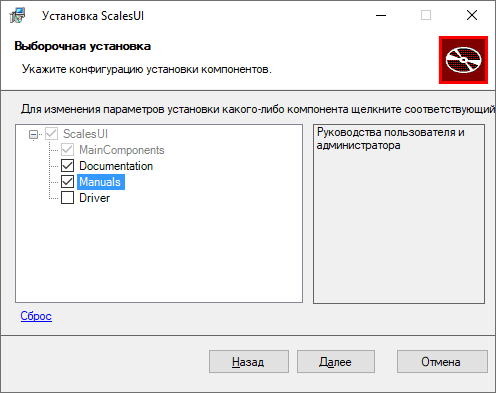 Установка ScalesUI
Выборочная установка
Укажите конфигурацию установки компонентов.
Для изменения параметров установки какого-либо компонента щелкните соответствующий
ScalesUI
MainComponents
Documentation
Manuals
Driver
Руководства пользователя и
администратора
Сброс
Назад
Далее
Отмена